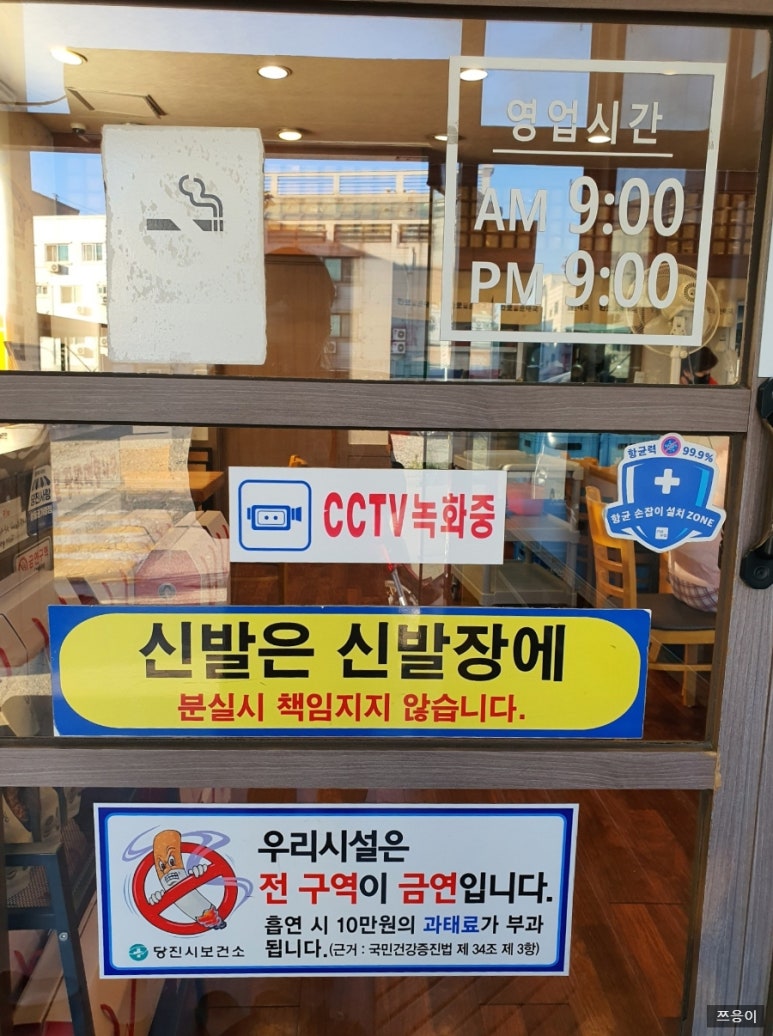 영업시간
AM 9:00
PM 9:00
CCTV녹화중
항균력 99.9%
항균 손잡이 설치 ZONE
신발은 신발장에
분실시 책임지지 않습니다.
우리시설은
전 구역이 금연입니다.
흡연 시 10만원의 과태료가 부과
됩니다.(근거 : 국민건강증진법 제 34조 제 3항)
당진시보건소
쯔응이